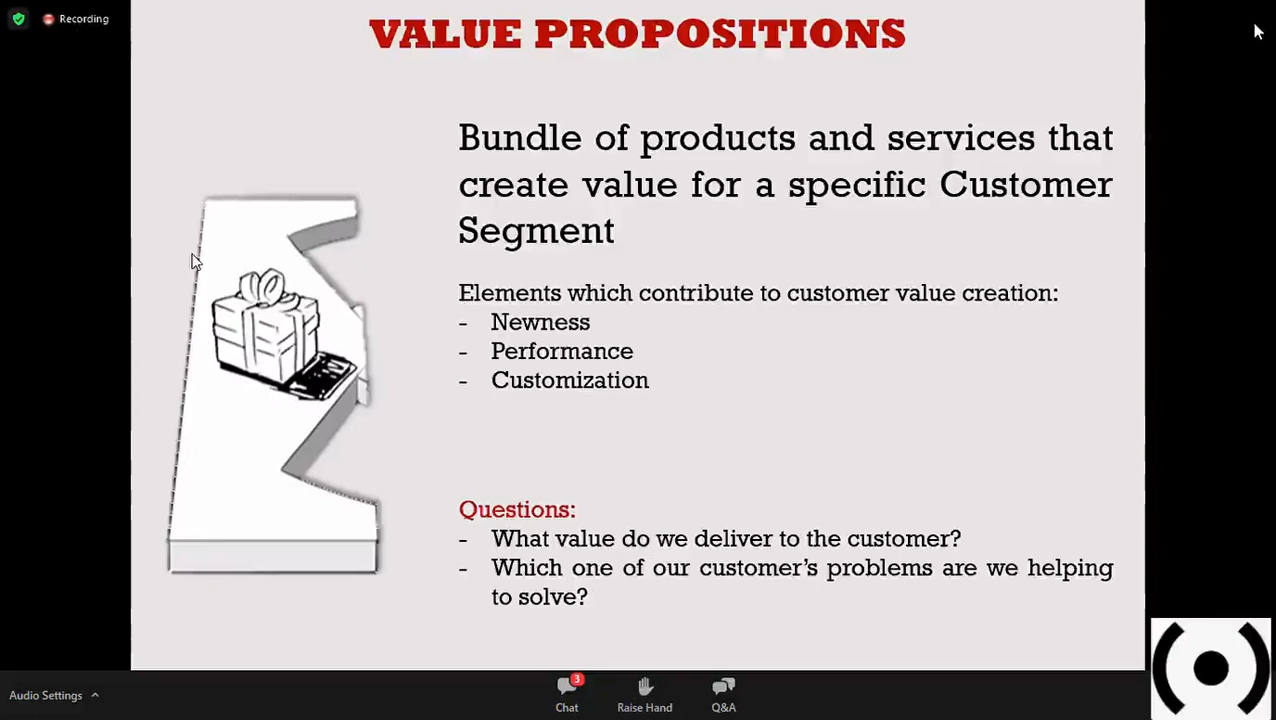 Recording
VALUE PROPOSITIONS
Bundle of products and services that
create value for a specific Customer
Segment
Elements which contribute to customer value creation:
- Newness
- Performance
- Customization
Questions:
- What value do we deliver to the customer?
- Which one of our customer’s problems are we helping
to solve?
Audio Settings
3
Chat
Raise Hand
Q&A